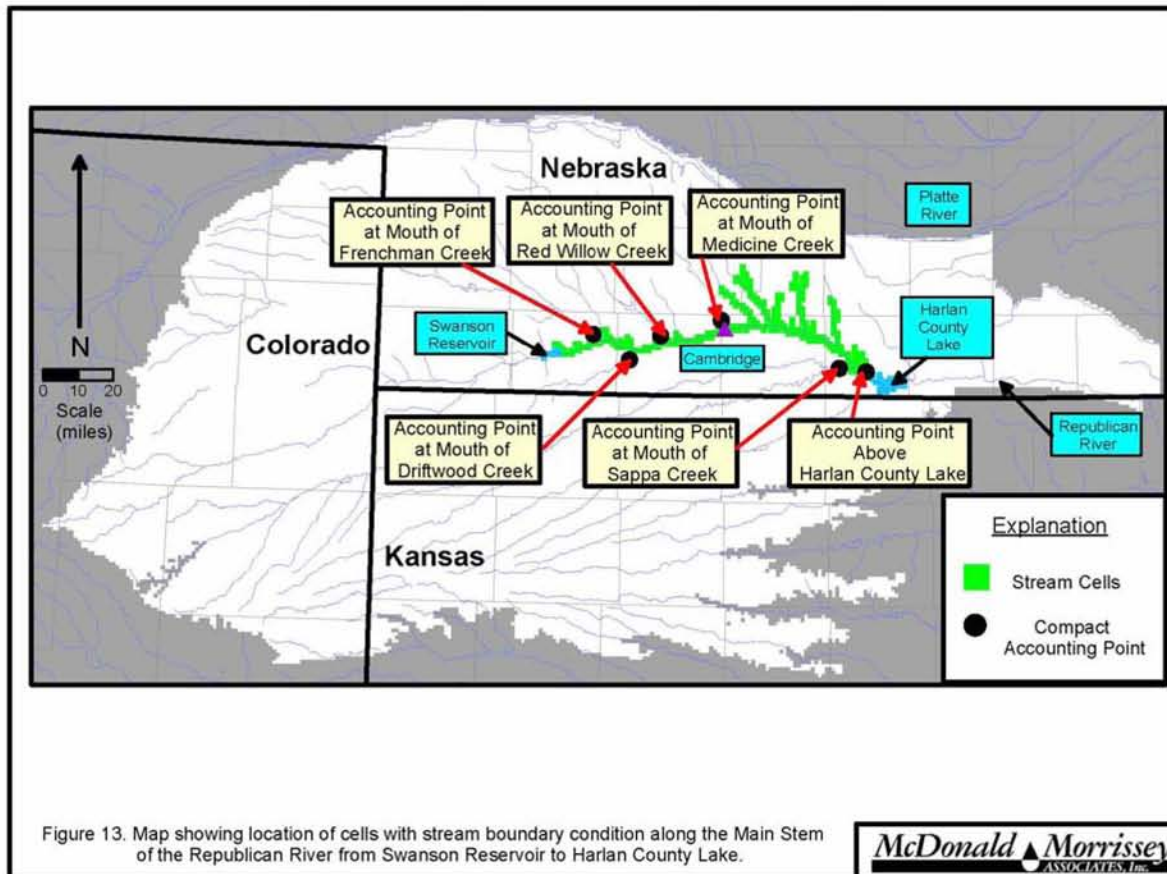 Nebraska
Platte
River
Accounting Point
at Mouth of
Frenchman Creek
Accounting Point
at Mouth of
Red Willow Creek
Accounting Point
at Mouth of
Medicine Creek
N
Colorado
Swanson
Reservoir
Cambridge
Harlan
County
Lake
0 10 20
Scale
(miles)
Accounting Point
at Mouth of
Driftwood Creek
Accounting Point
at Mouth of
Sappa Creek
Accounting Point
Above
Harlan County Lake
Republican
River
Kansas
Explanation
Stream Cells
Compact
Accounting Point
Figure 13. Map showing location of cells with stream boundary condition along the Main Stem
of the Republican River from Swanson Reservoir to Harlan County Lake.
McDonald Morrissey
ASSOCIATES, Inc.